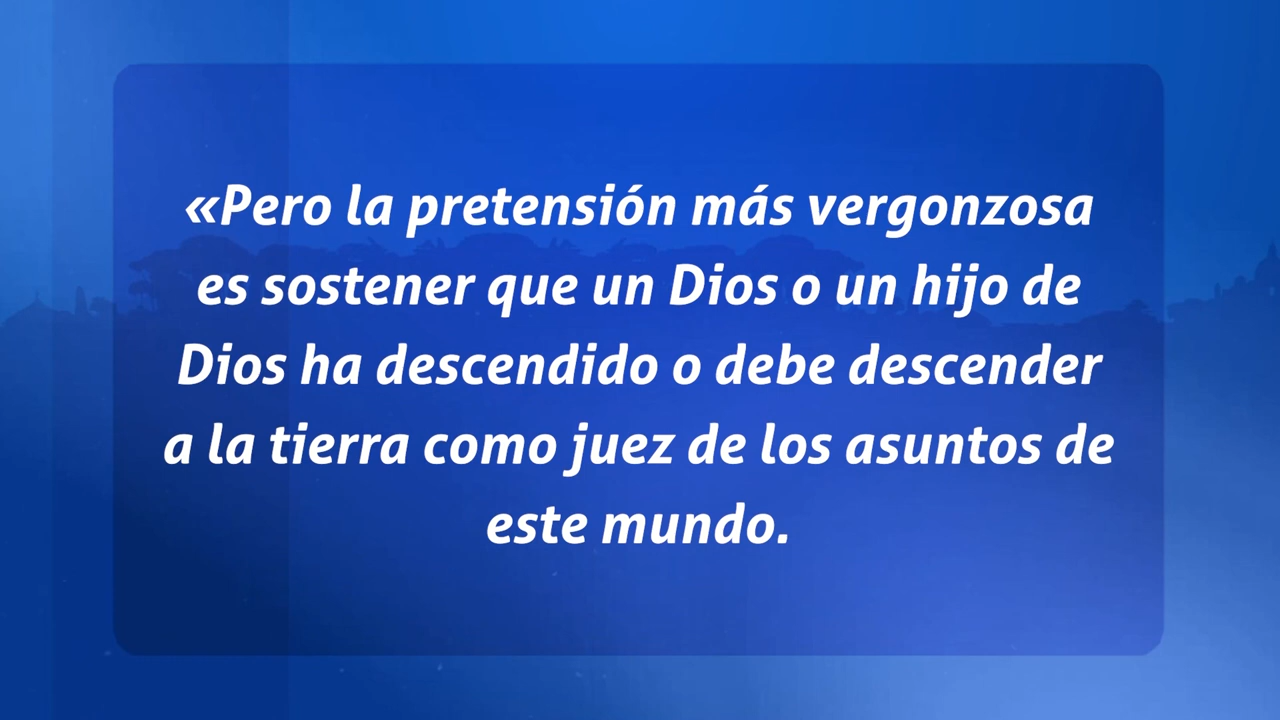 «Pero la pretensión más vergonzosa
es sostener que un Dios o un hijo de
Dios ha descendido o debe descender
a la tierra como juez de los asuntos de
este mundo.